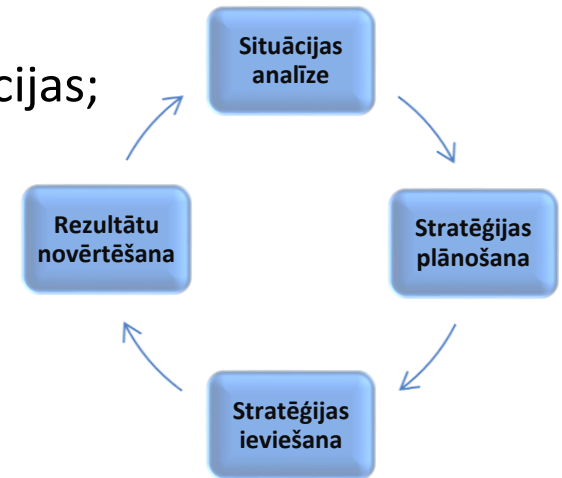 cijas;
Situācijas
analīze
Stratēģijas
plānošana
Stratēģijas
ieviešana
Rezultātu
novērtēšana